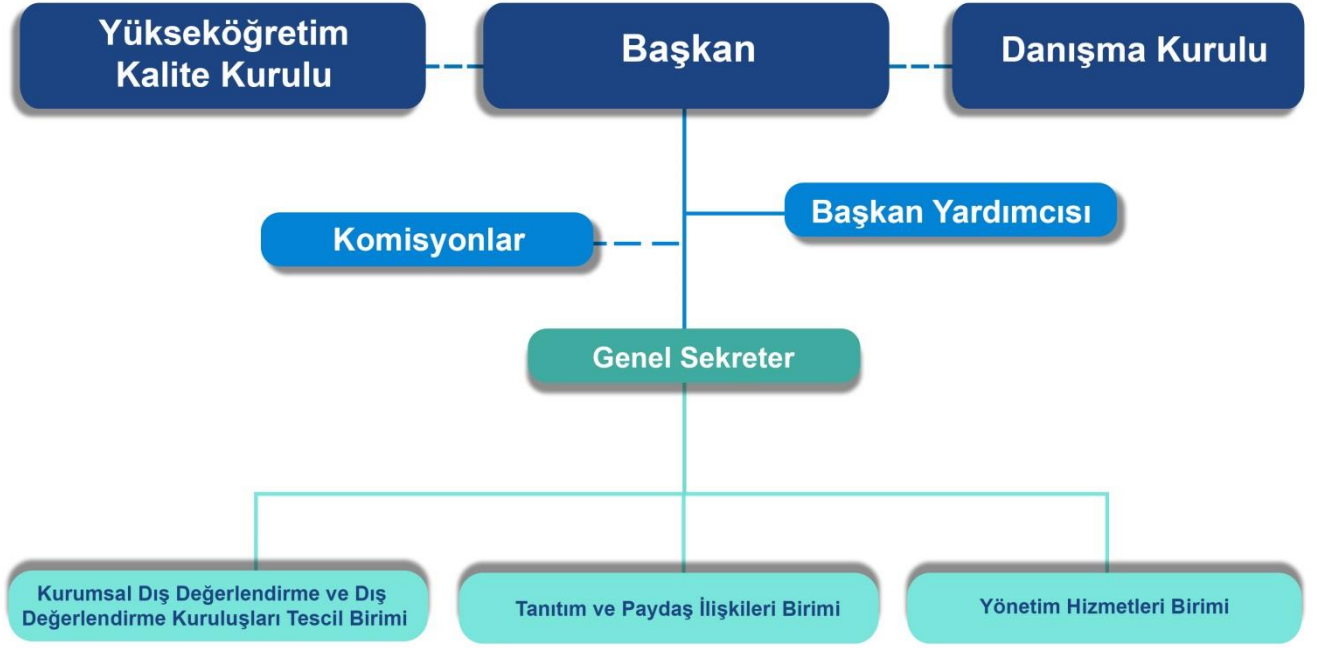 Yükseköğretim
Kalite Kurulu
Başkan
Danışma Kurulu
Başkan Yardımcısı
Komisyonlar
Genel Sekreter
Kurumsal Dış Değerlendirme ve Dış
Değerlendirme Kuruluşları Tescil Birimi
Tanıtım ve Paydaş İlişkileri Birimi
Yönetim Hizmetleri Birimi